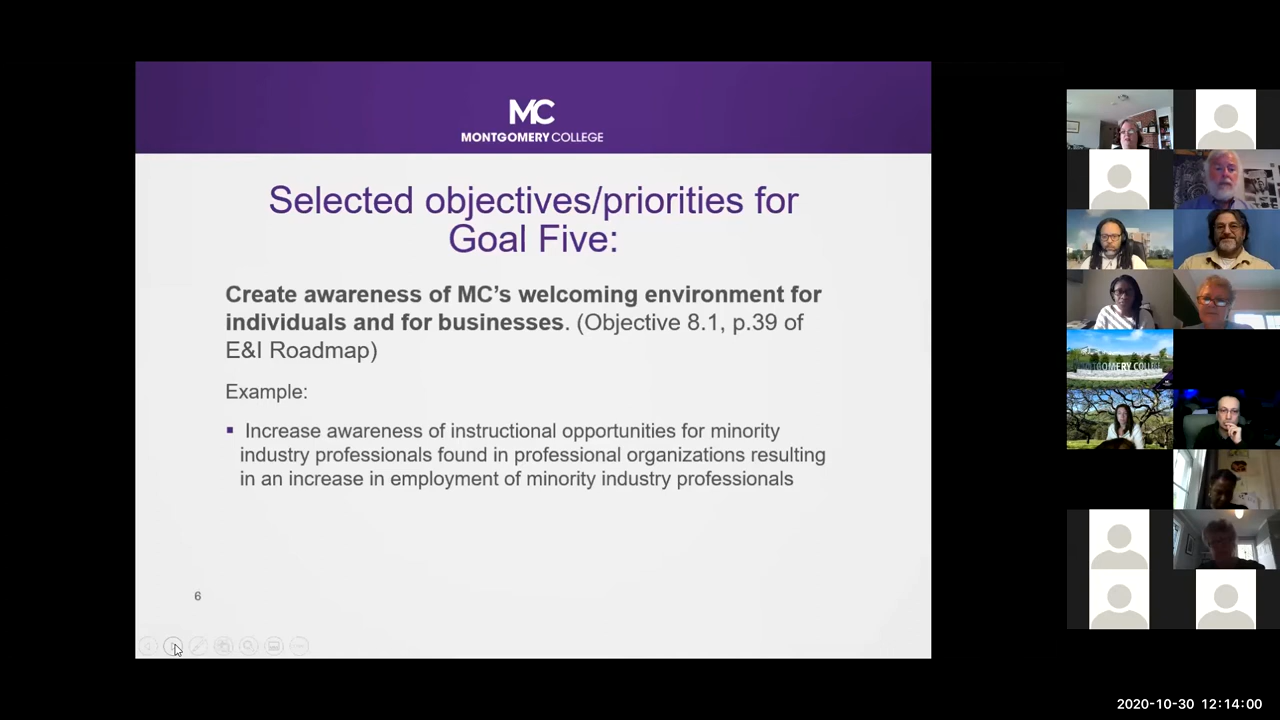 MC
MONTGOMERY COLLEGE
Selected objectives/priorities for
Goal Five:
Create awareness of MC’s welcoming environment for
individuals and for businesses. (Objective 8.1, p.39 of
E&I Roadmap)
Example:
▪ Increase awareness of instructional opportunities for minority
industry professionals found in professional organizations resulting
in an increase in employment of minority industry professionals
6
MONTGOMERY COLLEGE
2020-10-30 12:14:00